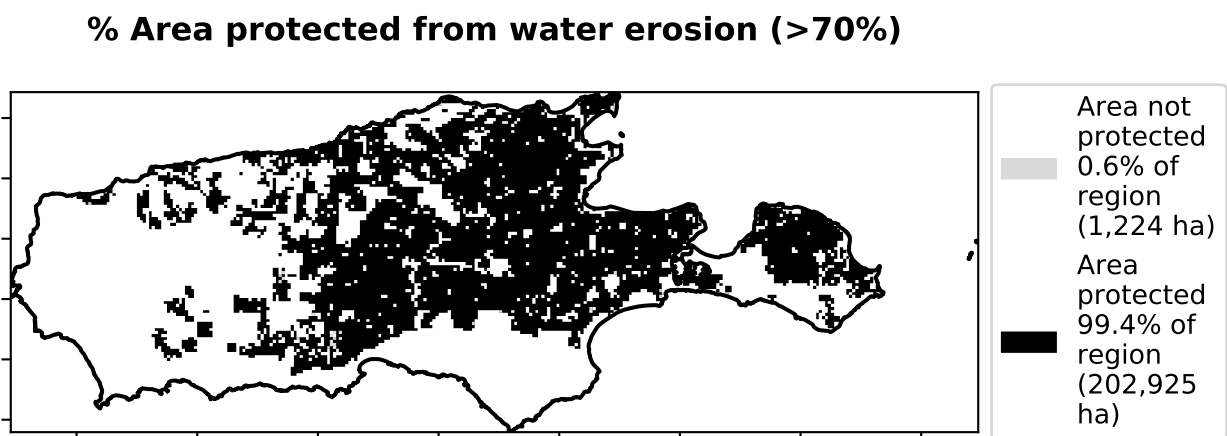 % Area protected from water erosion (>70%)
Area not
protected
0.6% of
region
(1,224 ha)
Area
protected
99.4% of
region
(202,925
ha)